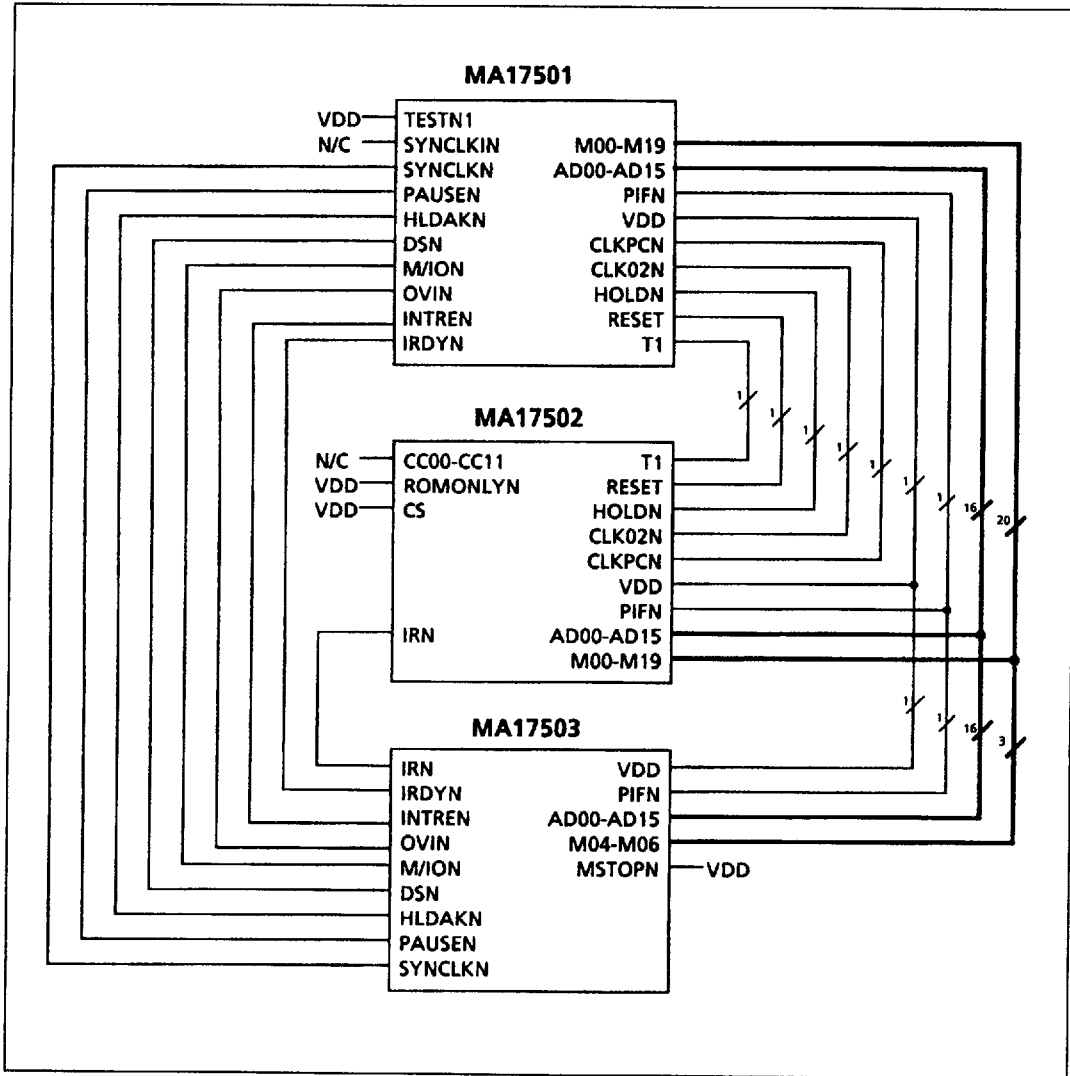 MA17501
VDD TESTN1
N/C SYNCLKIN M00-M19
SYNCLKN AD00-AD15
PAUSEN PIFN
HLDAKN VDD
DSN CLKPCN
M/ION CLK02N
OVIN HOLDN
INTREN RESET
IRDYN T1
1
1
1
1
1
1
1
16
20
MA17502
N/C CC00-CC11 T1
VDD ROMONLYN RESET
VDD CS HOLDN
CLK02N
CLKPCN
VDD
PIFN
IRN AD00-AD15
M00-M19
1
1
16
3
MA17503
IRN VDD
IRDYN PIFN
INTREN AD00-AD15
OVIN M04-M06
M/ION MSTOPN VDD
DSN
HLDAKN
PAUSEN
SYNCLKN